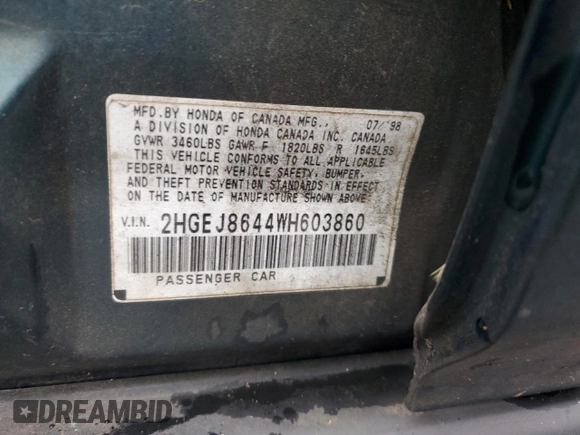 MFD.BY HONDA OF CANADA MFG., 07/'98
A DIVISION OF HONDA CANADA INC. CANADA
GVWR 3460LBS GAWR F 1820LBS R 1645LBS
THIS VEHICLE CONFORMS TO ALL APPLICABLE
FEDERAL MOTOR VEHICLE SAFETY, BUMPER,
AND THEFT PREVENTION STANDARDS IN EFFECT
ON THE DATE OF MANUFACTURE SHOWN ABOVE.
V.I.N. 2HGEJ8644WH603860
PASSENGER CAR
DREAMBID